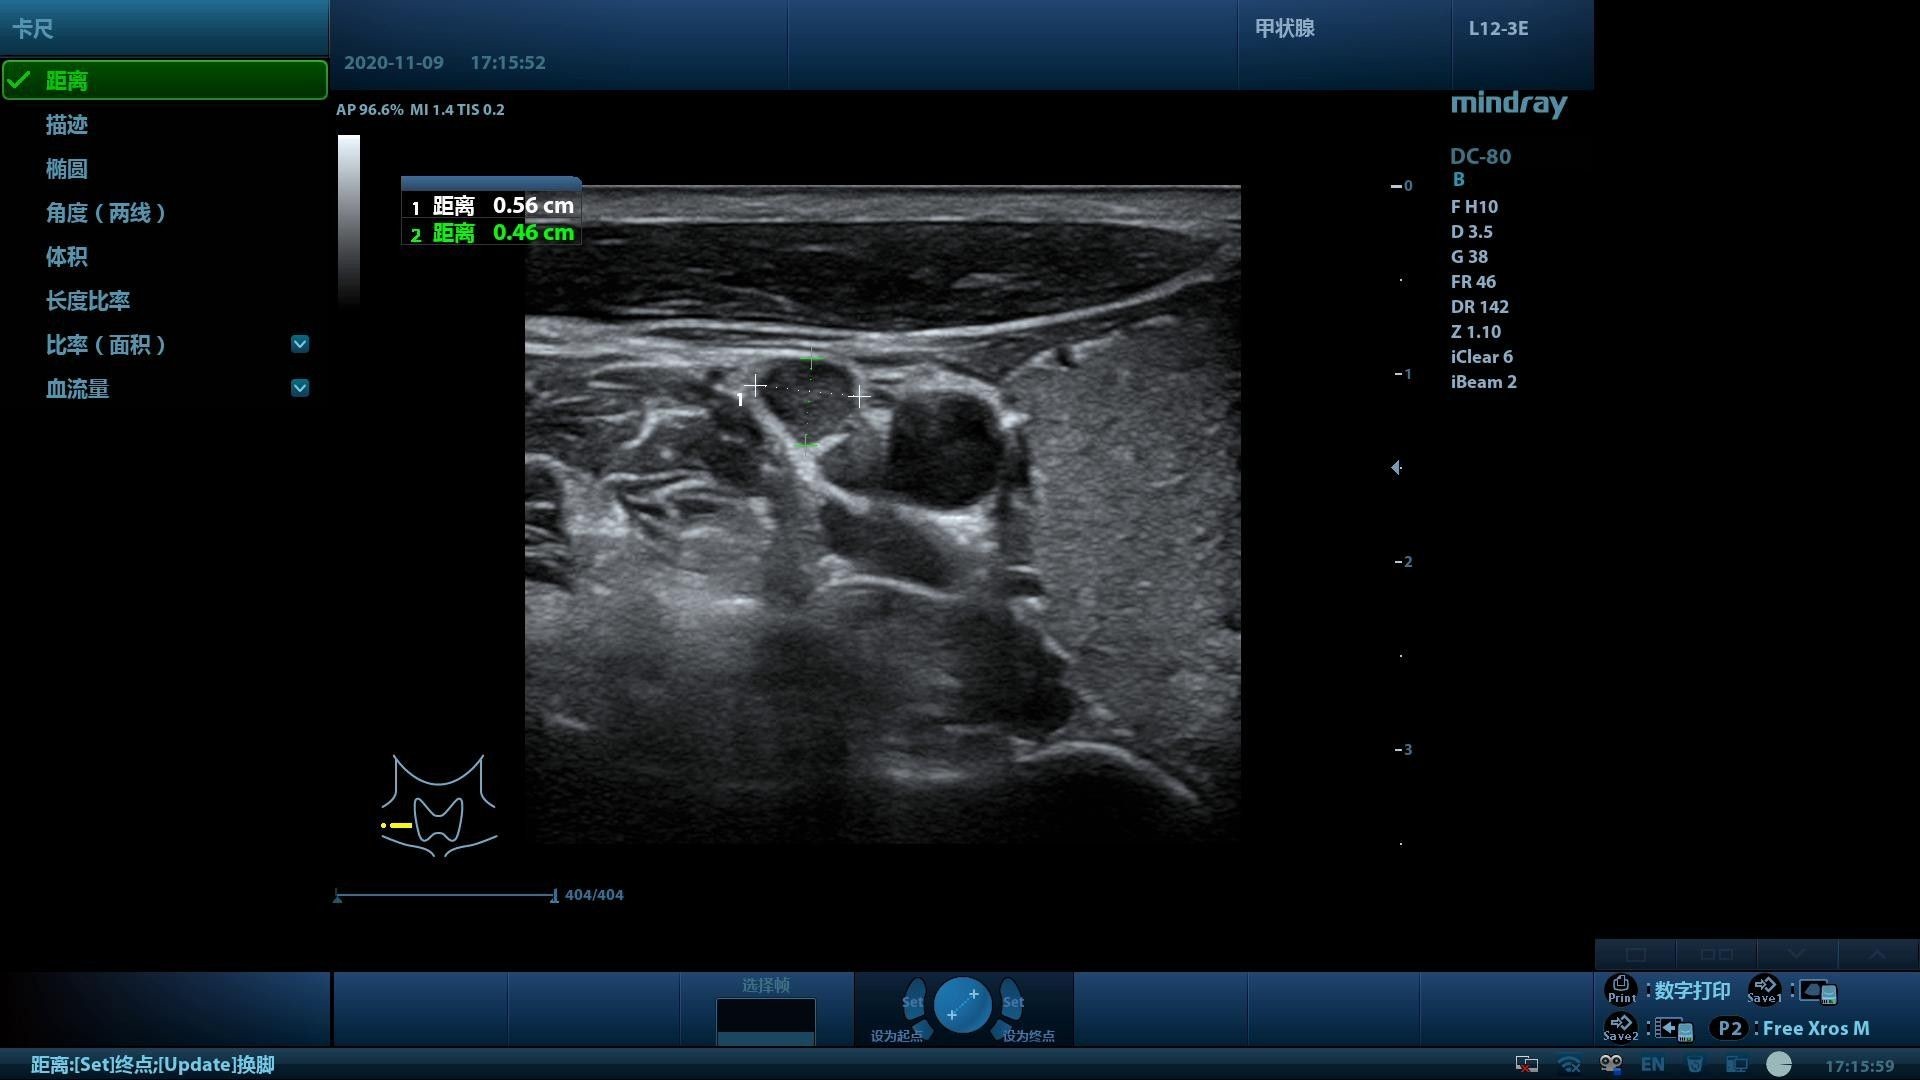 卡尺
甲状腺
L12-3E
2020-11-09 17:15:52
距离
描迹
椭圆
角度（两线）
体积
长度比率
比率（面积）
血流量
AP 96.6% MI 1.4 TIS 0.2
mindray
DC-80
B
F H10
D 3.5
G 38
FR 46
DR 142
Z 1.10
iClear 6
iBeam 2
1 距离 0.56 cm
2 距离 0.46 cm
1
0
1
2
3
404/404
选择帧
Set
Set
设为起点
设为终点
Print : 数字打印 Save1 :
Save2 : P2 : Free Xros M
距离:[Set]终点;[Update]换脚
EN
17:15:59